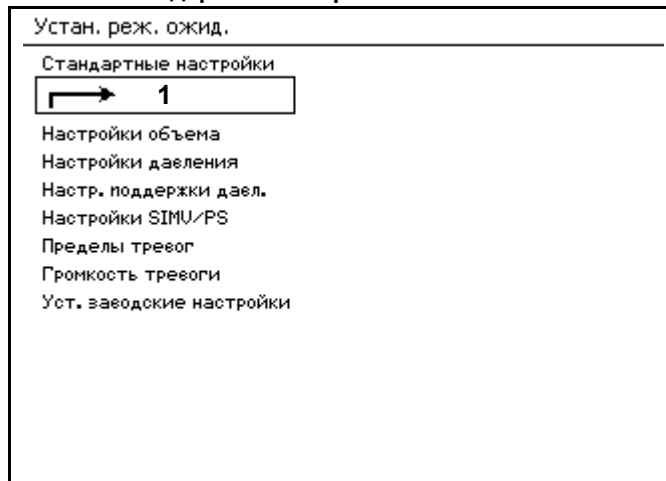 Устан. реж. ожид.
Стандартные настройки
1
Настройки объема
Настройки давления
Настр. поддержки давл.
Настройки SIMV/PS
Пределы тревог
Громкость тревоги
Уст. заводские настройки